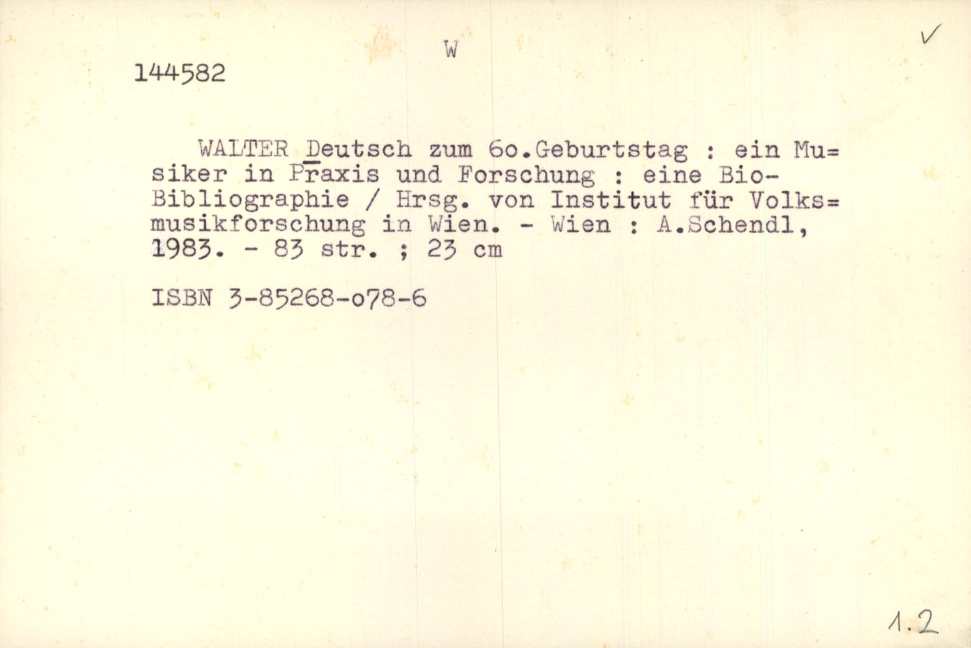 W
✓
144582
WALTER Deutsch zum 6o.Geburtstag : ein Mu=
siker in Praxis und Forschung : eine Bio-
Bibliographie / Hrsg. von Institut für Volks=
musikforschung in Wien. - Wien : A.Schendl,
1983. - 83 str. ; 23 cm
ISBN 3-85268-o78-6
1.2